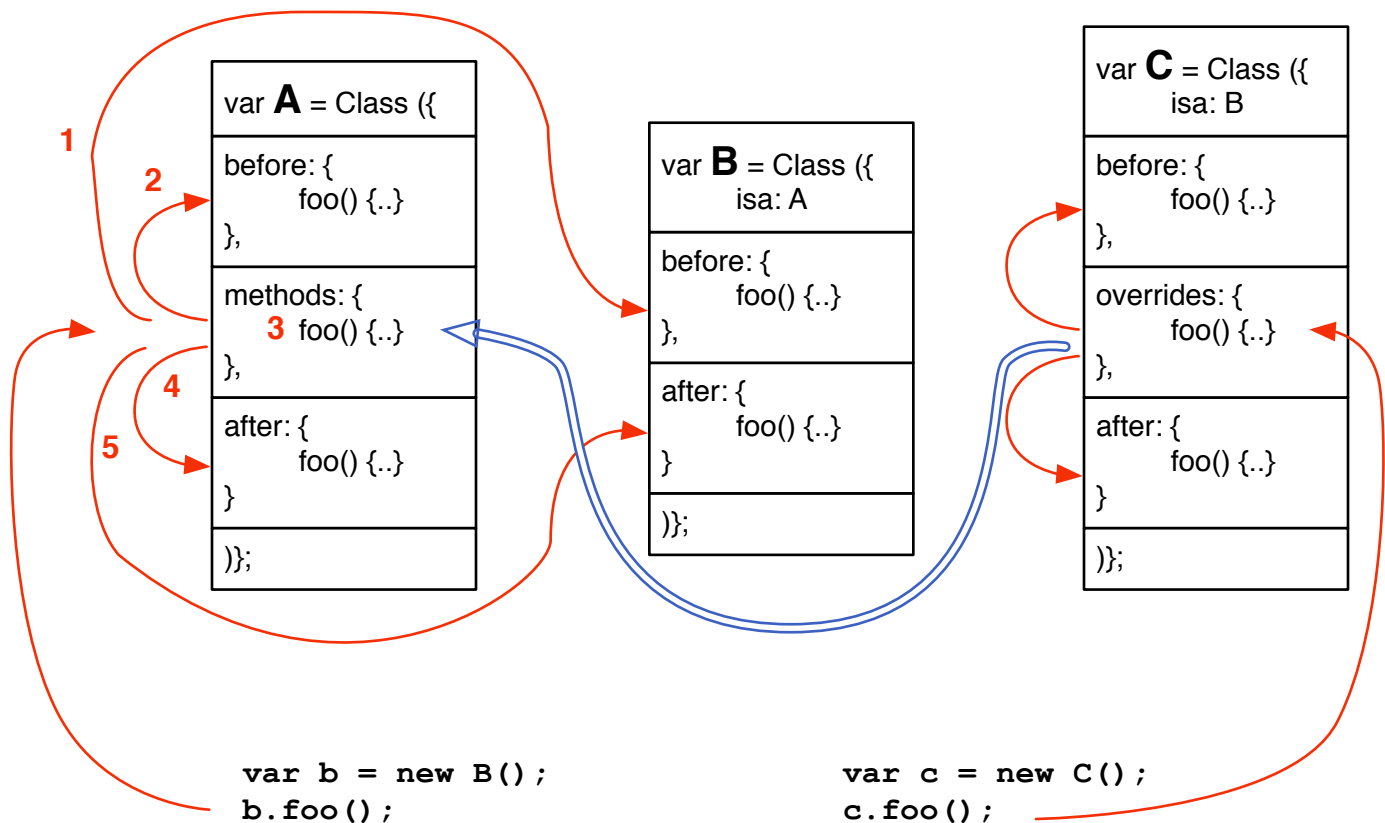 1
2
3
4
5
var A = Class ({
before: {
foo() {..}
},
methods: {
foo() {..}
},
after: {
foo() {..}
}
)};
var B = Class ({
isa: A
before: {
foo() {..}
},
after: {
foo() {..}
}
)};
var C = Class ({
isa: B
before: {
foo() {..}
},
overrides: {
foo() {..}
},
after: {
foo() {..}
}
)};
var b = new B();
b.foo();
var c = new C();
c.foo();